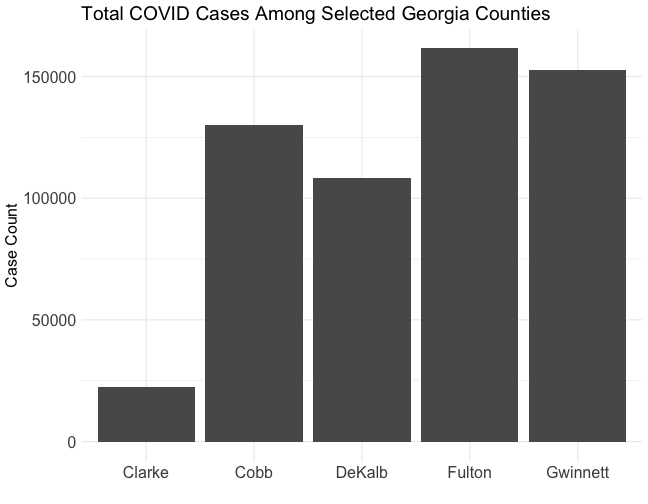 Total COVID Cases Among Selected Georgia Counties
Case Count
150000
100000
50000
0
Clarke Cobb DeKalb Fulton Gwinnett